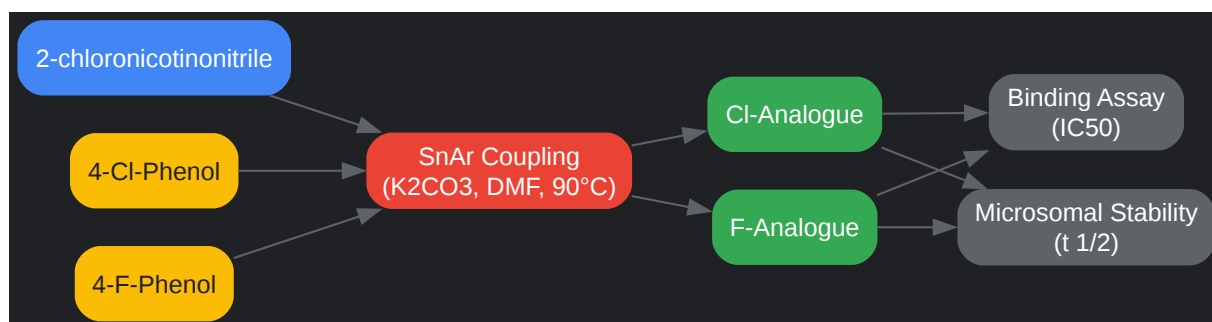 2-chloronicotinonitrile
4-Cl-Phenol
4-F-Phenol
SnAr Coupling
(K2CO3, DMF, 90°C)
Cl-Analogue
F-Analogue
Binding Assay
(IC50)
Microsomal Stability
(t 1/2)